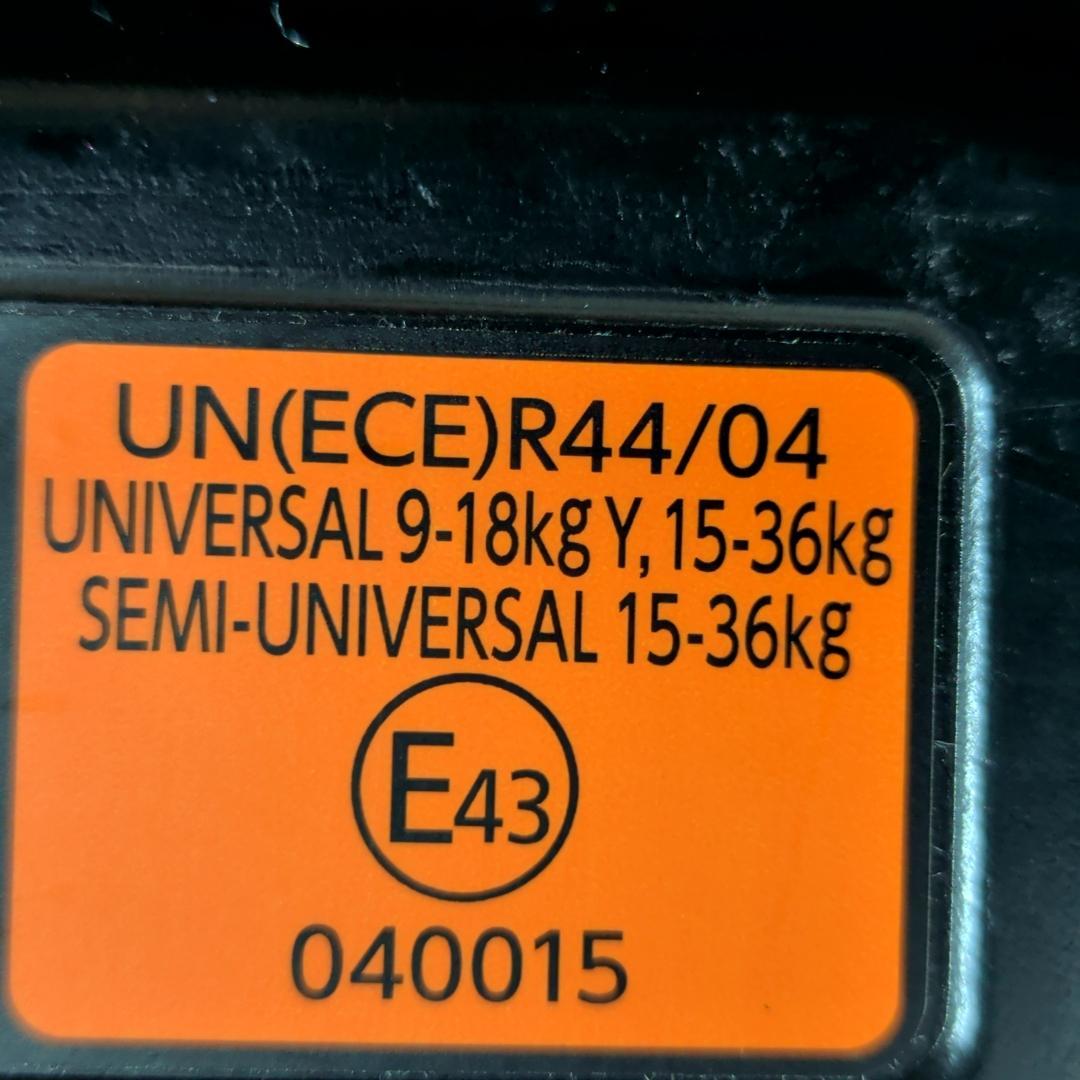 UN(ECE)R44/04
UNIVERSAL 9-18kg Y, 15-36kg
SEMI-UNIVERSAL 15-36kg
E43
040015